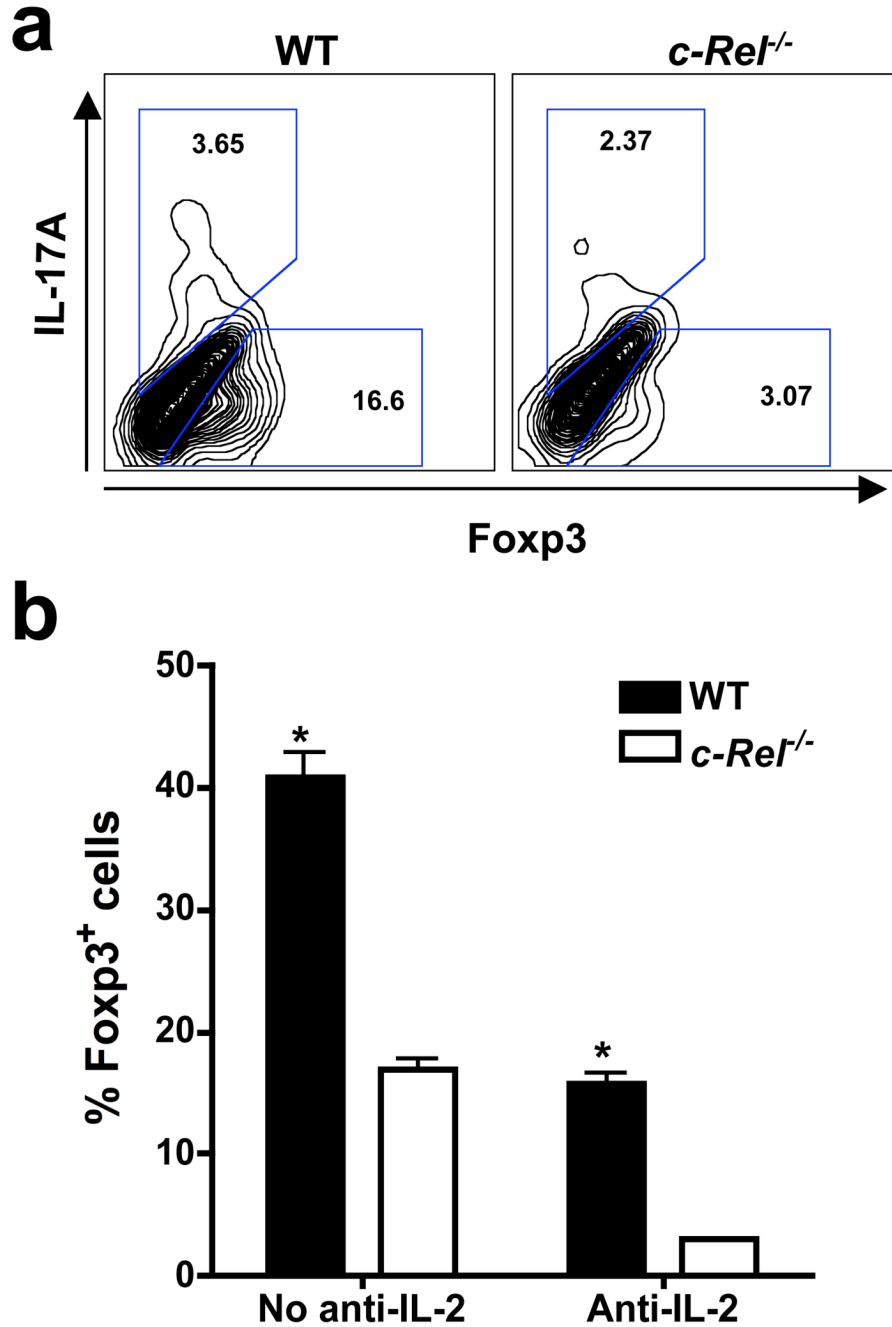 a
WT
c-Rel-/-
3.65
2.37
IL-17A
16.6
3.07
Foxp3
b
50
40
30
20
10
0
% Foxp3+ cells
*
*
WT
c-Rel-/-
No anti-IL-2
Anti-IL-2